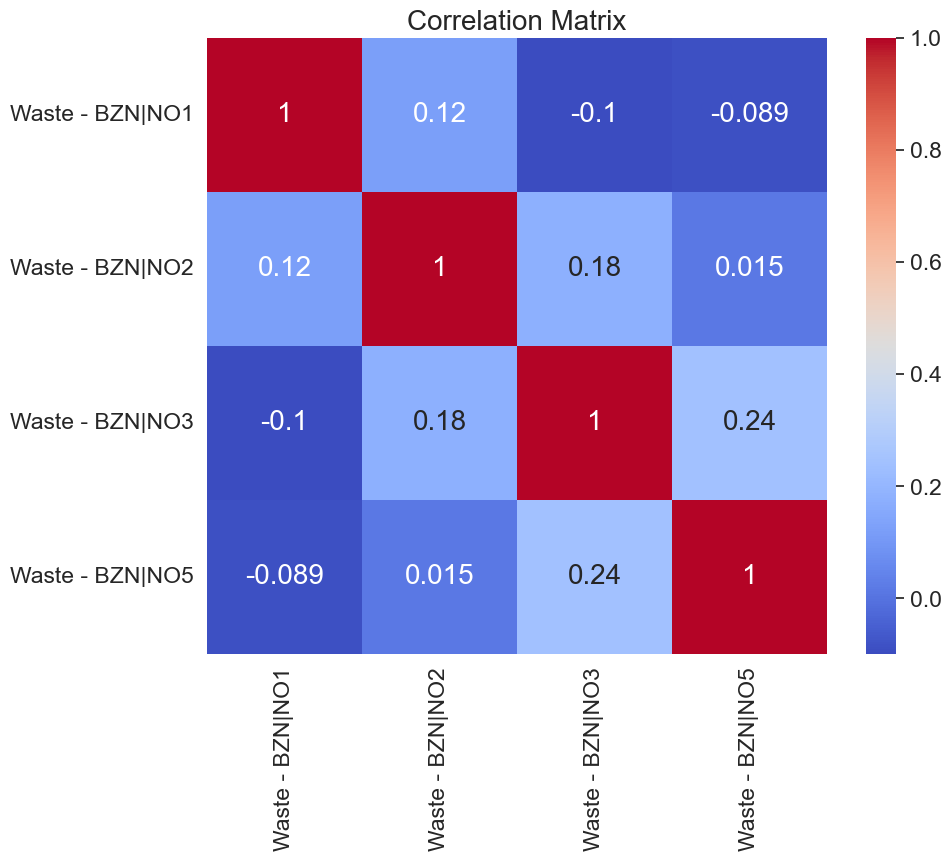 Correlation Matrix
Waste - BZN|NO1
1
0.12
-0.1
-0.089
Waste - BZN|NO2
0.12
1
0.18
0.015
Waste - BZN|NO3
-0.1
0.18
1
0.24
Waste - BZN|NO5
-0.089
0.015
0.24
1
Waste - BZN|NO1
Waste - BZN|NO2
Waste - BZN|NO3
Waste - BZN|NO5
1.0
0.8
0.6
0.4
0.2
0.0